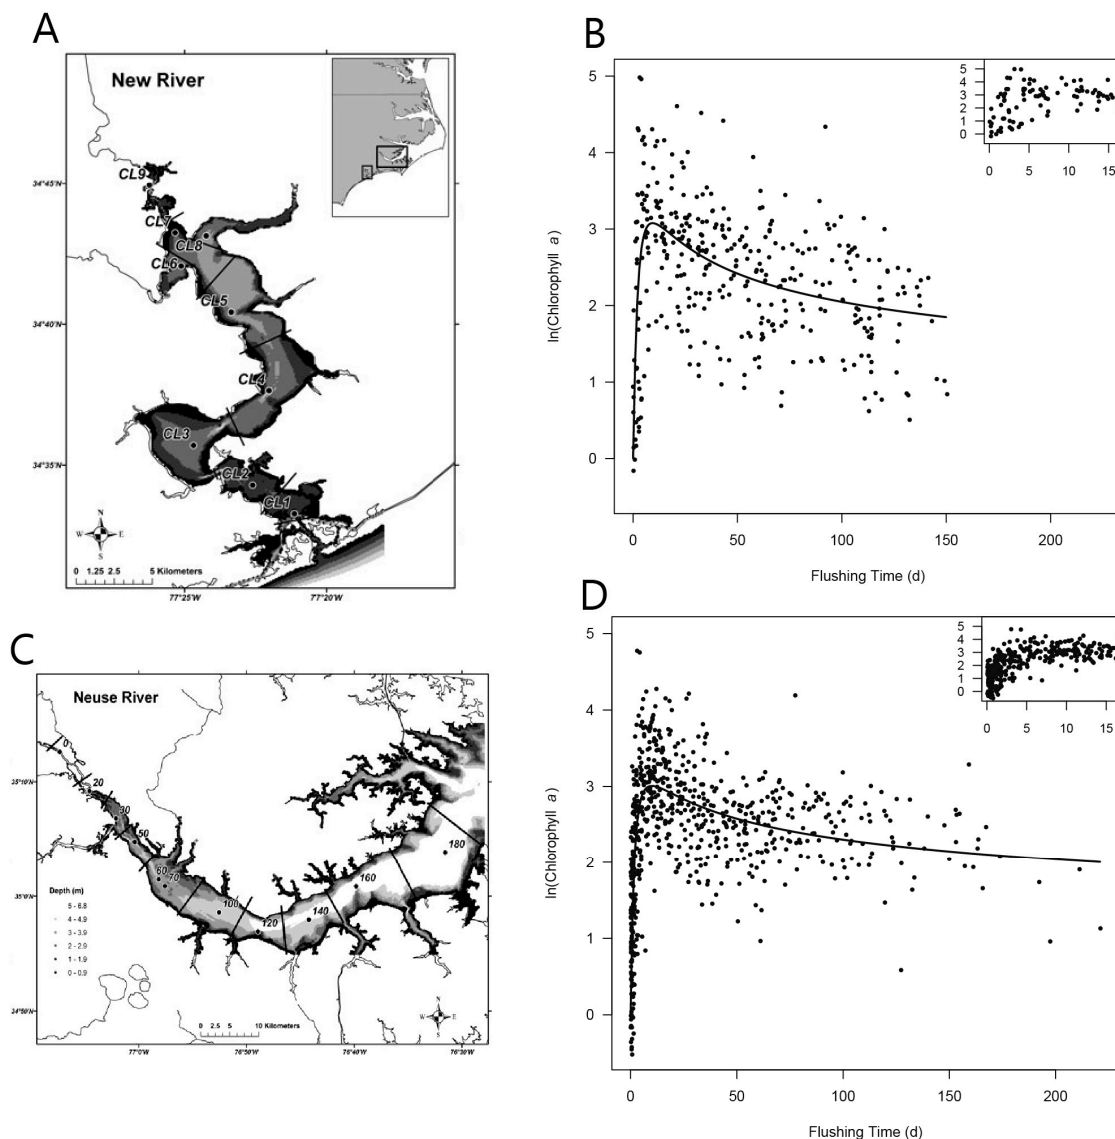 A
New River
CL9
34°45'N
CL7
CL8
CL6
CL5
34°40'N
CL4
CL3
34°35'N
CL2
CL1
N
W E
S
0 1.25 2.5 5 Kilometers
77°25'W 77°20'W
B
5
4
3
2
1
0
ln(Chlorophyll a)
0 50 100 150 200
Flushing Time (d)
5
4
3
2
1
0
0 5 10 15
C
Neuse River
0
35°10'N
20
30
50
60
70
180
160
35°0'N
100
140
120
Depth (m)
5 - 6.8
4 - 4.9
3 - 3.9
2 - 2.9
1 - 1.9
0 - 0.9
24°50'N
N
W E
S
0 2.5 5 10 Kilometers
77°0'W 76°50'W 76°40'W 76°30'W
D
5
4
3
2
1
0
ln(Chlorophyll a)
0 50 100 150 200
Flushing Time (d)
5
4
3
2
1
0
0 5 10 15